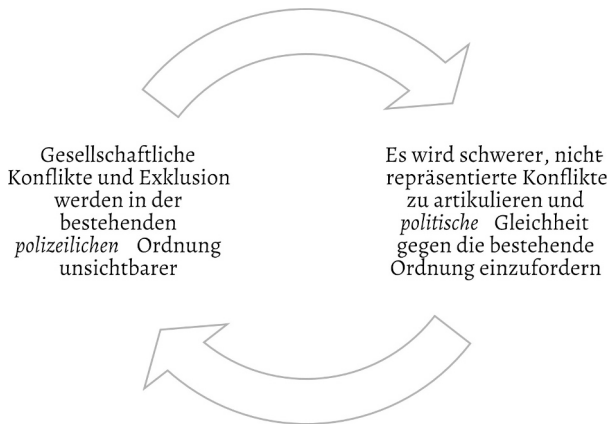 Gesellschaftliche
Konflikte und Exklusion
werden in der
bestehenden
polizeilichen Ordnung
unsichtbarer
Es wird schwerer, nicht-
repräsentierte Konflikte
zu artikulieren und
politische Gleichheit
gegen die bestehende
Ordnung einzufordern